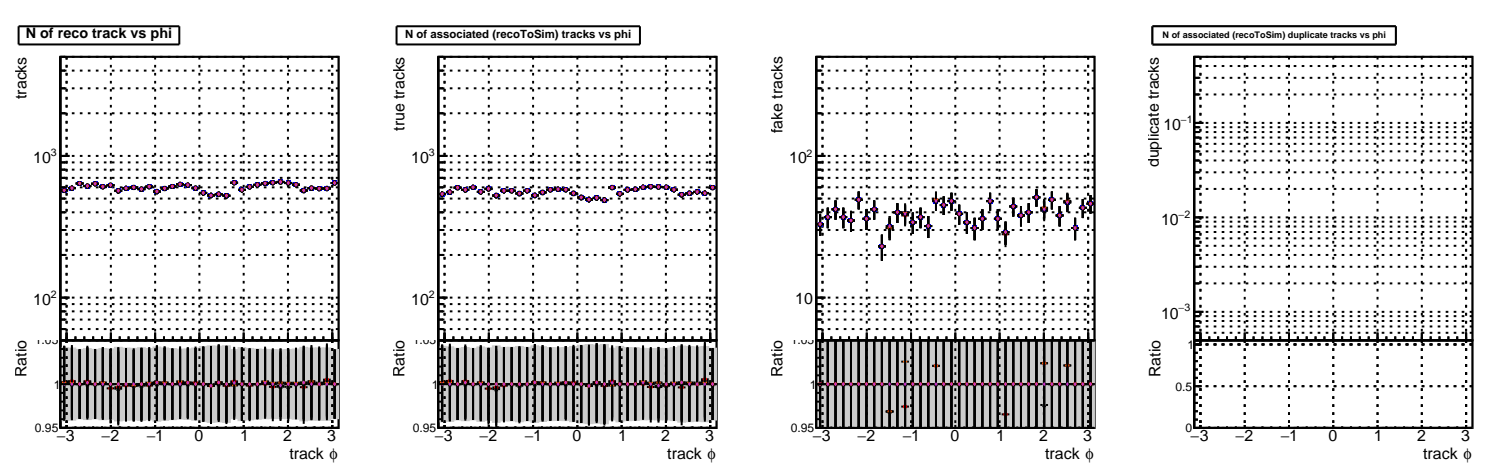 N of reco track vs phi
tracks
10³
10²
Ratio
1
0.95
−3 −2 −1 0 1 2 3
track ϕ
N of associated (recoToSim) tracks vs phi
true tracks
10³
10²
Ratio
1
0.95
−3 −2 −1 0 1 2 3
track ϕ
fake tracks
10²
10
Ratio
1
0.95
−3 −2 −1 0 1 2 3
track ϕ
N of associated (recoToSim) duplicate tracks vs phi
duplicate tracks
10⁻¹
10⁻²
10⁻³
Ratio
1
0.5
0
−3 −2 −1 0 1 2 3
track ϕ